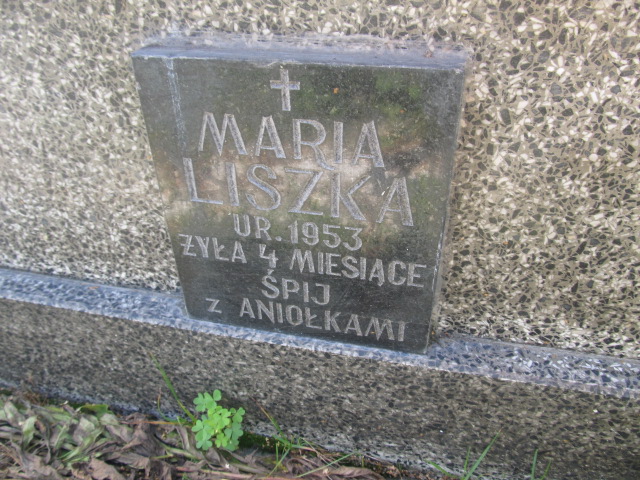 MARIA
LISZKA
UR. 1953
ŻYŁA 4 MIESIĄCE
ŚPIJ
z ANIOŁKAMI